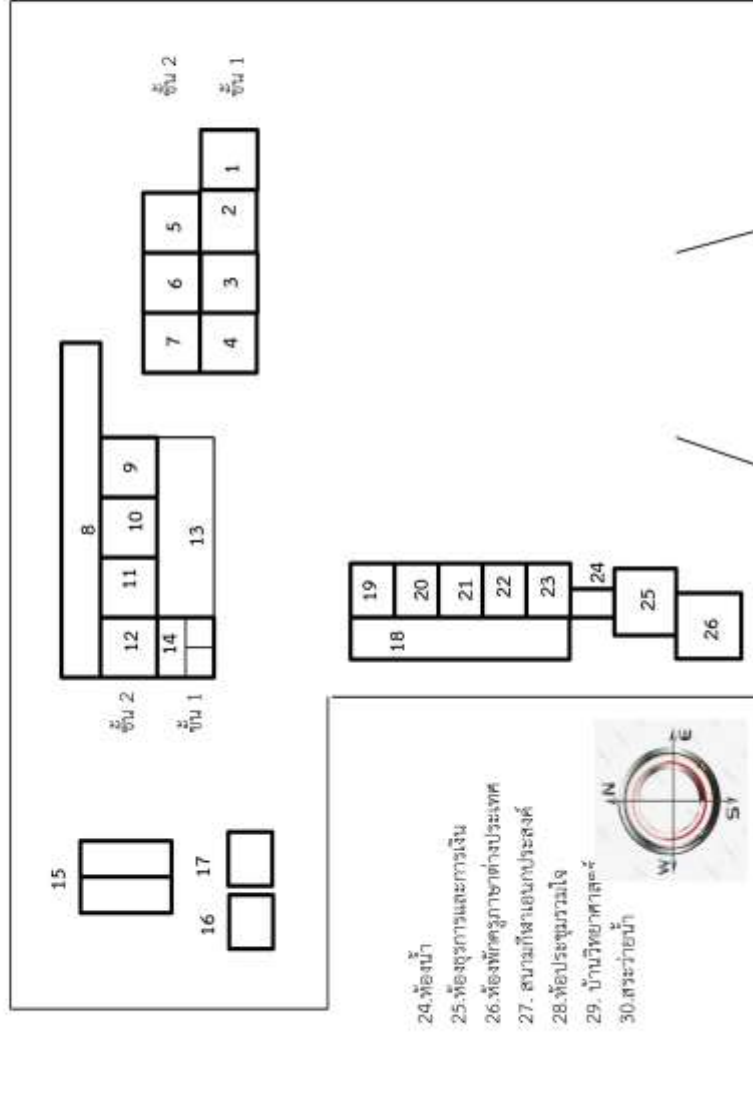 ชั้น 2
ชั้น 1
1
2
3
4
5
6
7
8
9
10
11
12
13
14
ชั้น 2
ชั้น 1
15
16
17
18
19
20
21
22
23
24
25
26
24.ห้องน้ำ
25.ห้องธุรการและการเงิน
26.ห้องพักครูภาษาต่างประเทศ
27. สนามกีฬาเอนกประสงค์
28.ห้อประชุมรวมใจ
29. บ้านวิทยาศาสตร์
30.สระว่ายน้ำ
N
W
E
S